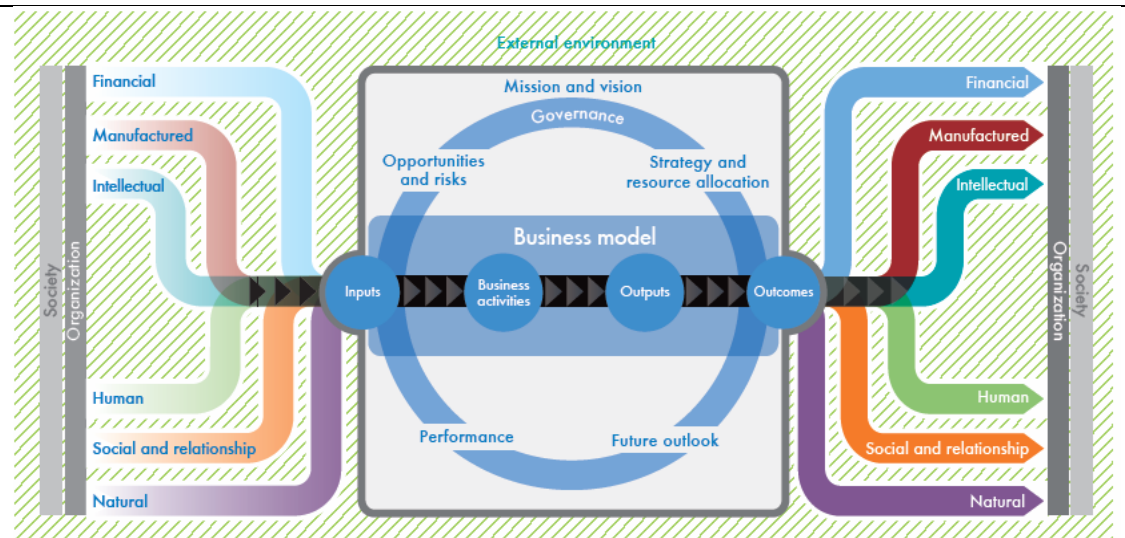 External environment
Society
Organization
Financial
Manufactured
Intellectual
Human
Social and relationship
Natural
Mission and vision
Governance
Opportunities
and risks
Strategy and
resource allocation
Business model
Inputs
Business
activities
Outputs
Outcomes
Performance
Future outlook
Financial
Manufactured
Intellectual
Human
Social and relationship
Natural
Organization
Society